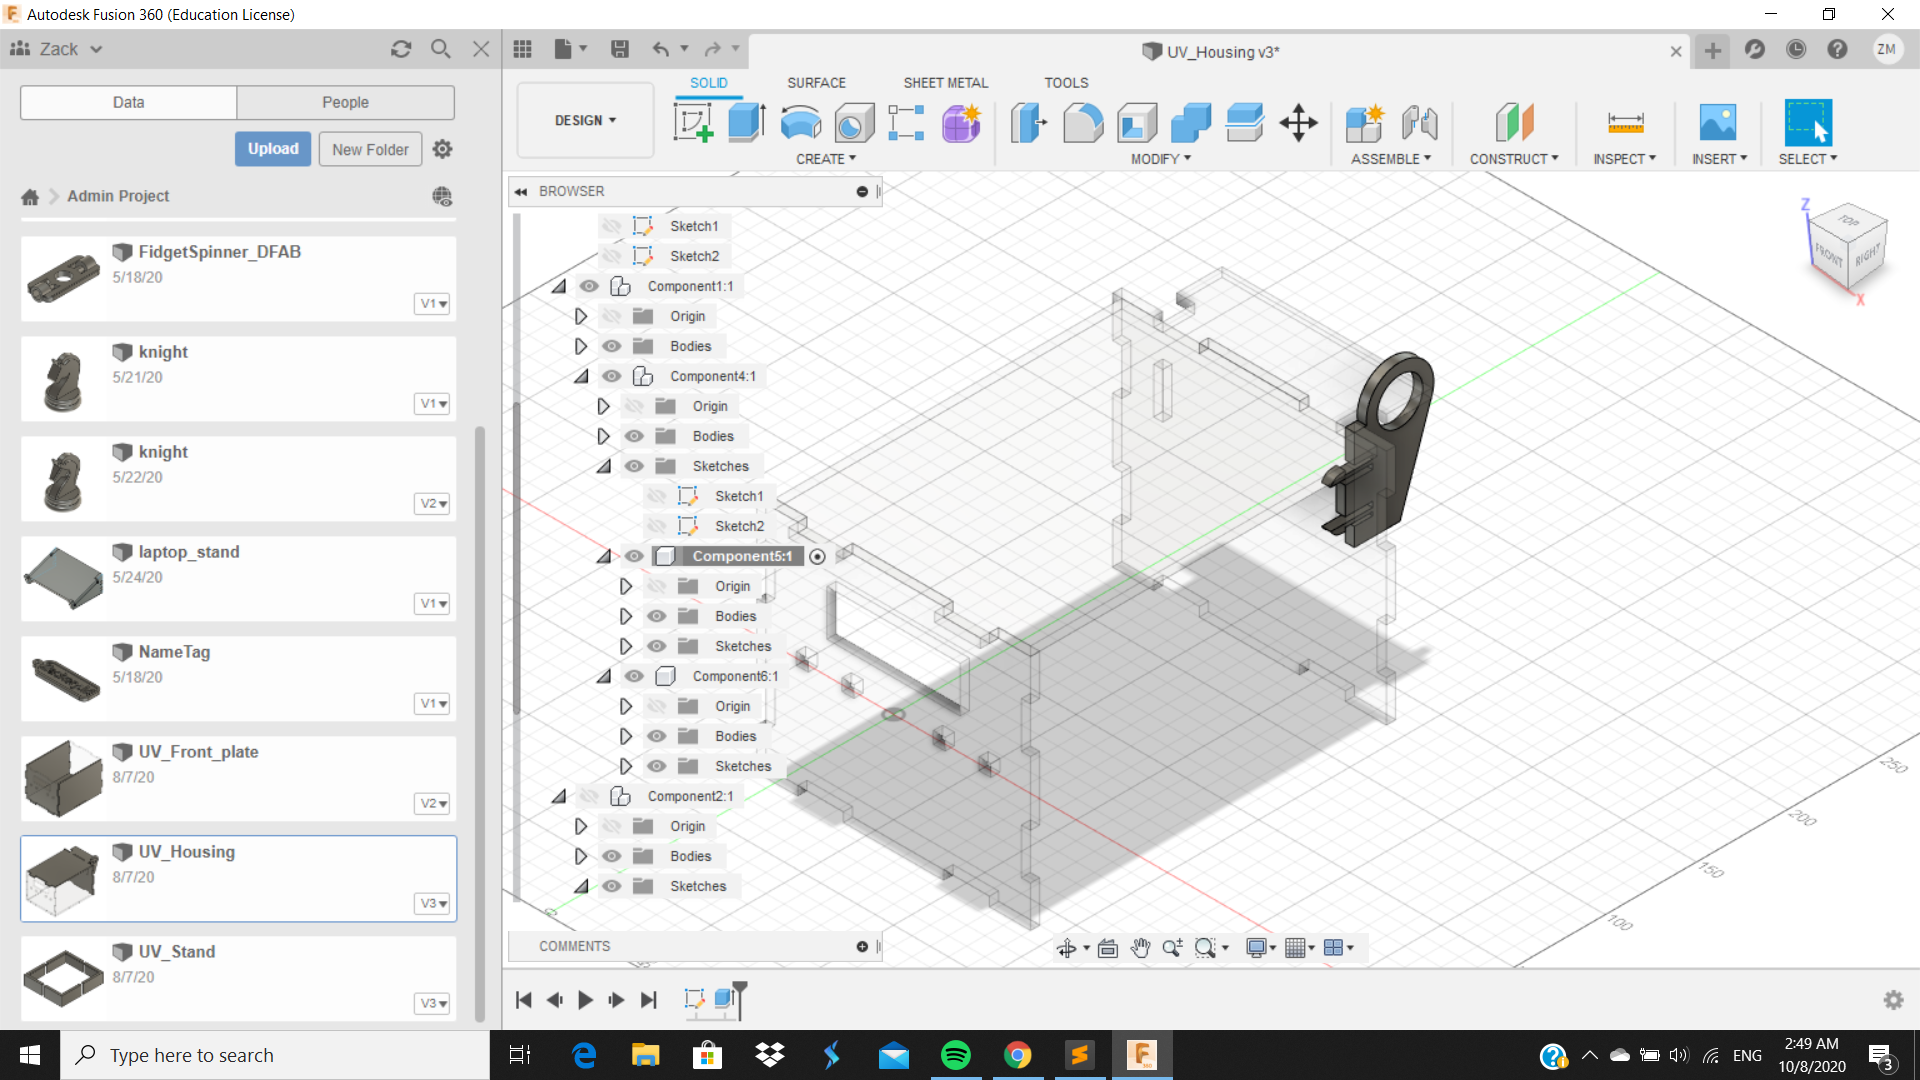 Autodesk Fusion 360 (Education License)
Zack
UV_Housing v3*
ZM
Data
People
Upload
New Folder
Admin Project
FidgetSpinner_DFAB
5/18/20
V1
knight
5/21/20
V1
knight
5/22/20
V2
laptop_stand
5/24/20
V1
NameTag
5/18/20
V1
UV_Front_plate
8/7/20
V2
UV_Housing
8/7/20
V3
UV_Stand
8/7/20
V3
DESIGN
SOLID
SURFACE
SHEET METAL
TOOLS
CREATE
MODIFY
ASSEMBLE
CONSTRUCT
INSPECT
INSERT
SELECT
BROWSER
Sketch1
Sketch2
Component1:1
Origin
Bodies
Component4:1
Origin
Bodies
Sketches
Sketch1
Sketch2
Component5:1
Origin
Bodies
Sketches
Component6:1
Origin
Bodies
Sketches
Component2:1
Origin
Bodies
Sketches
COMMENTS
Z
TOP
FRONT
RIGHT
X
250
200
150
100
0
Type here to search
ENG
2:49 AM
10/8/2020
3